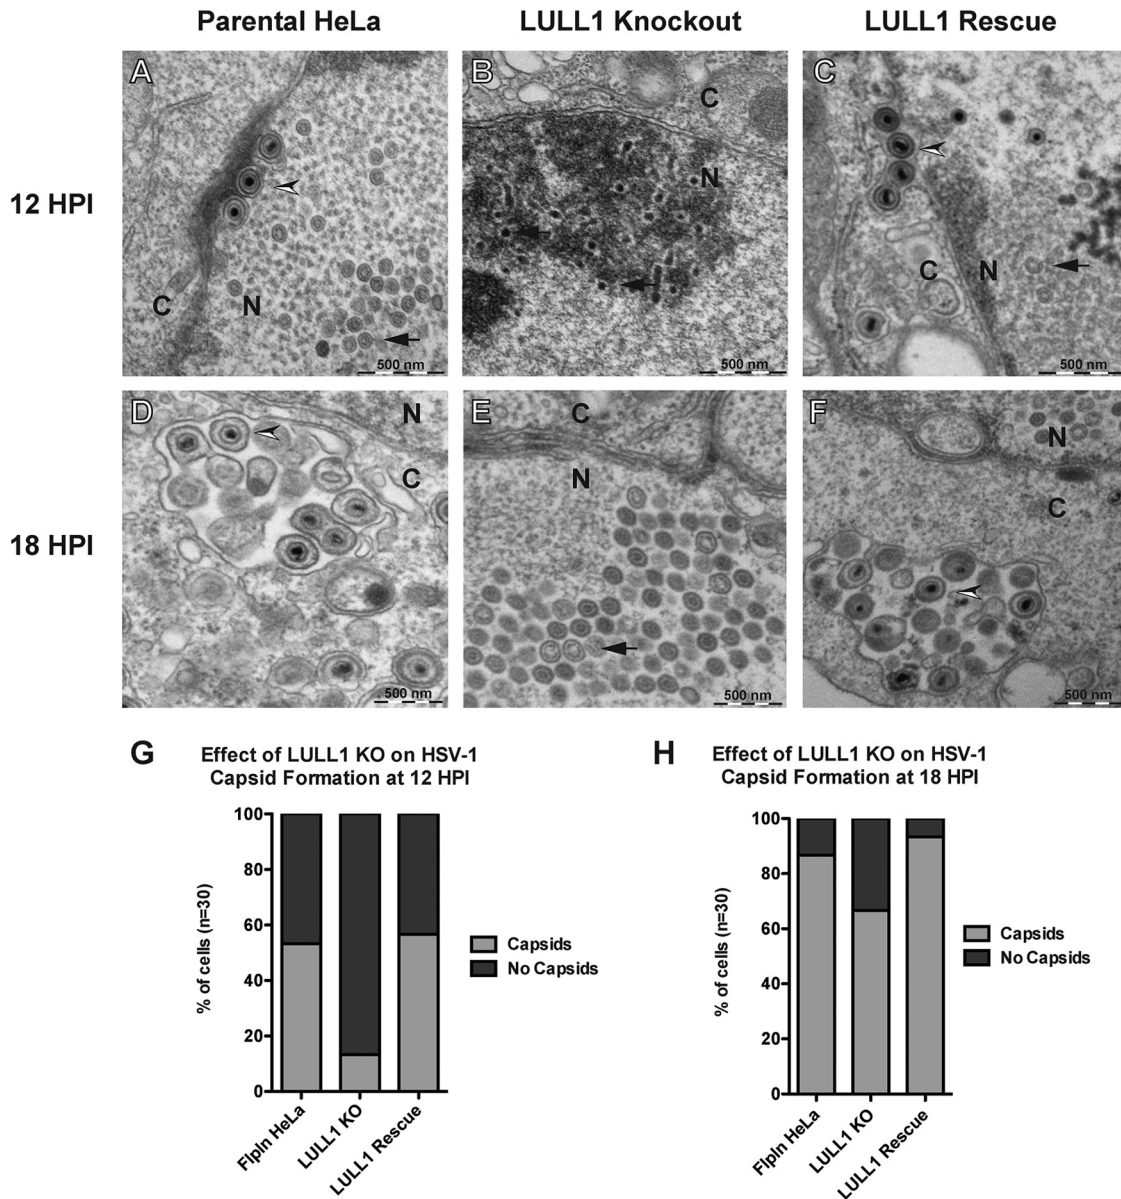 Parental HeLa LULL1 Knockout LULL1 Rescue
12 HPI
A
C
N
500 nm
B
C
N
500 nm
C
C
N
500 nm
18 HPI
D
N
C
500 nm
E
C
N
500 nm
F
N
C
500 nm
G
Effect of LULL1 KO on HSV-1
Capsid Formation at 12 HPI
% of cells (n=30)
100
80
60
40
20
0
FlpIn HeLa
LULL1 KO
LULL1 Rescue
Capsids
No Capsids
H
Effect of LULL1 KO on HSV-1
Capsid Formation at 18 HPI
% of cells (n=30)
100
80
60
40
20
0
FlpIn HeLa
LULL1 KO
LULL1 Rescue
Capsids
No Capsids